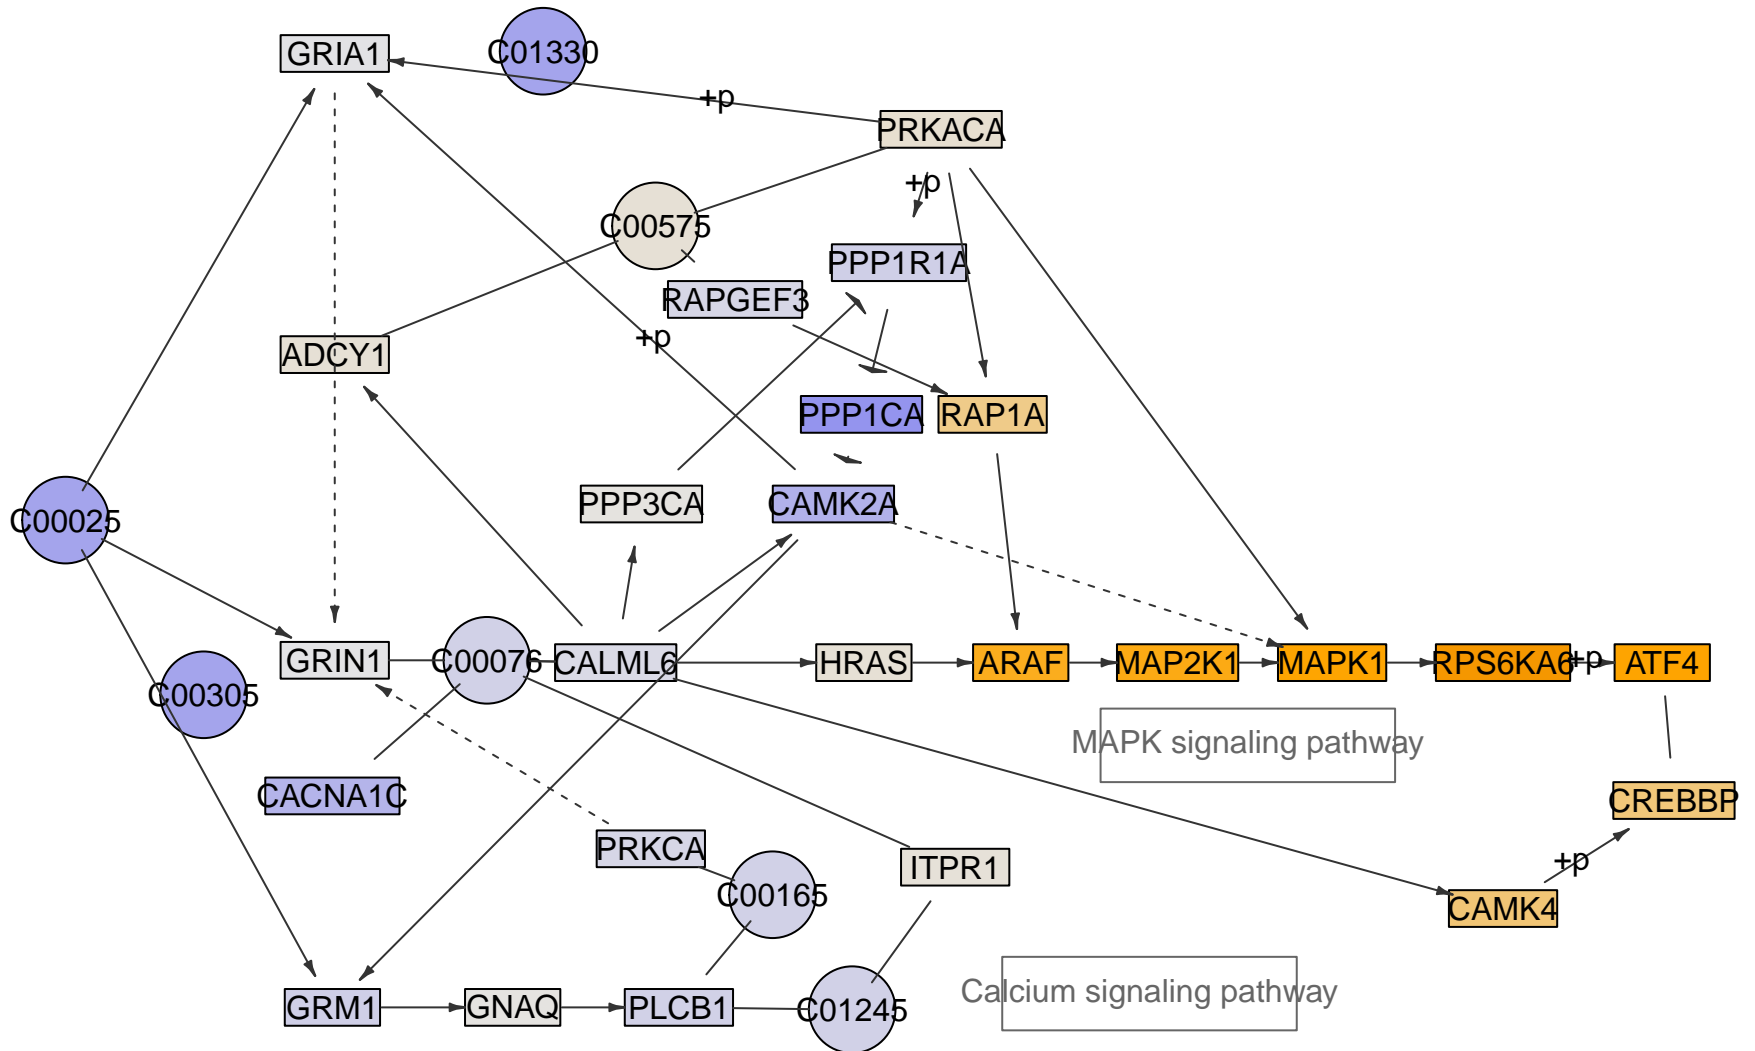 C01330
GRIA1
+p
PRKACA
+p
C00575
PPP1R1A
RAPGEF3
+p
ADCY1
PPP1CA
RAP1A
PPP3CA
CAMK2A
C00025
GRIN1
C00076
CALML6
HRAS
ARAF
MAP2K1
MAPK1
RPS6KA6
+p
ATF4
C00305
MAPK signaling pathway
CACNA1C
CREBBP
PRKCA
ITPR1
+p
C00165
CAMK4
Calcium signaling pathway
GRM1
GNAQ
PLCB1
C01245